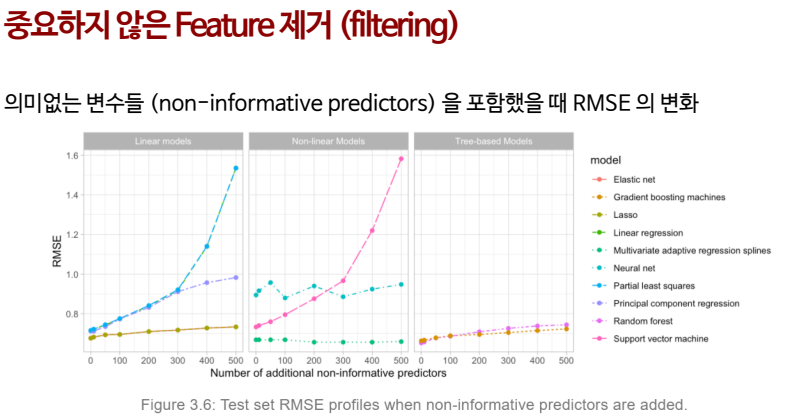 중요하지 않은 Feature 제거 (filtering)
의미없는 변수들 (non-informative predictors) 을 포함했을 때 RMSE 의 변화
Linear models
Non-linear Models
Tree-based Models
1.6
1.4
1.2
1.0
0.8
RMSE
0 100 200 300 400 500
0 100 200 300 400 500
0 100 200 300 400 500
Number of additional non-informative predictors
model
Elastic net
Gradient boosting machines
Lasso
Linear regression
Multivariate adaptive regression splines
Neural net
Partial least squares
Principal component regression
Random forest
Support vector machine
Figure 3.6: Test set RMSE profiles when non-informative predictors are added.